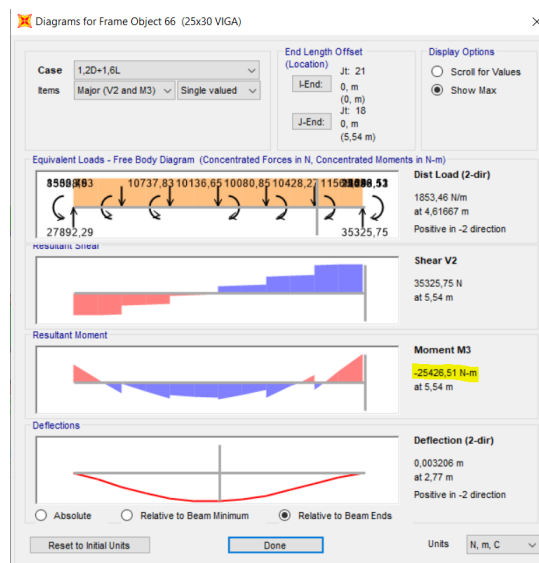 Diagrams for Frame Object 66 (25x30 VIGA)
Case 1,2D+1,6L
Items Major (V2 and M3) Single valued
End Length Offset
(Location)
I-End: Jt: 21
0, m
(0, m)
J-End: Jt: 18
0, m
(5,54 m)
Display Options
Scroll for Values
Show Max
Equivalent Loads - Free Body Diagram (Concentrated Forces in N, Concentrated Moments in N-m)
10737,83 10136,65 10080,85 10428,27
27892,29 35325,75
Dist Load (2-dir)
1853,46 N/m
at 4,61667 m
Positive in -2 direction
Resultant Shear
Shear V2
35325,75 N
at 5,54 m
Resultant Moment
Moment M3
-25426,51 N-m
at 5,54 m
Deflections
Deflection (2-dir)
0,003206 m
at 2,77 m
Positive in -2 direction
Absolute Relative to Beam Minimum Relative to Beam Ends
Reset to Initial Units Done Units N, m, C